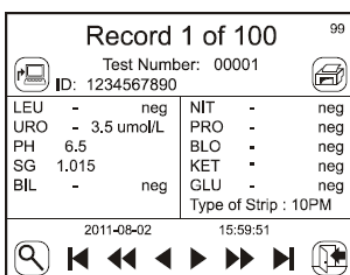 Record 1 of 100
99
Test Number: 00001
ID: 1234567890
LEU - neg
URO - 3.5 umol/L
PH 6.5
SG 1.015
BIL - neg
NIT - neg
PRO - neg
BLO - neg
KET - neg
GLU - neg
Type of Strip : 10PM
2011-08-02 15:59:51